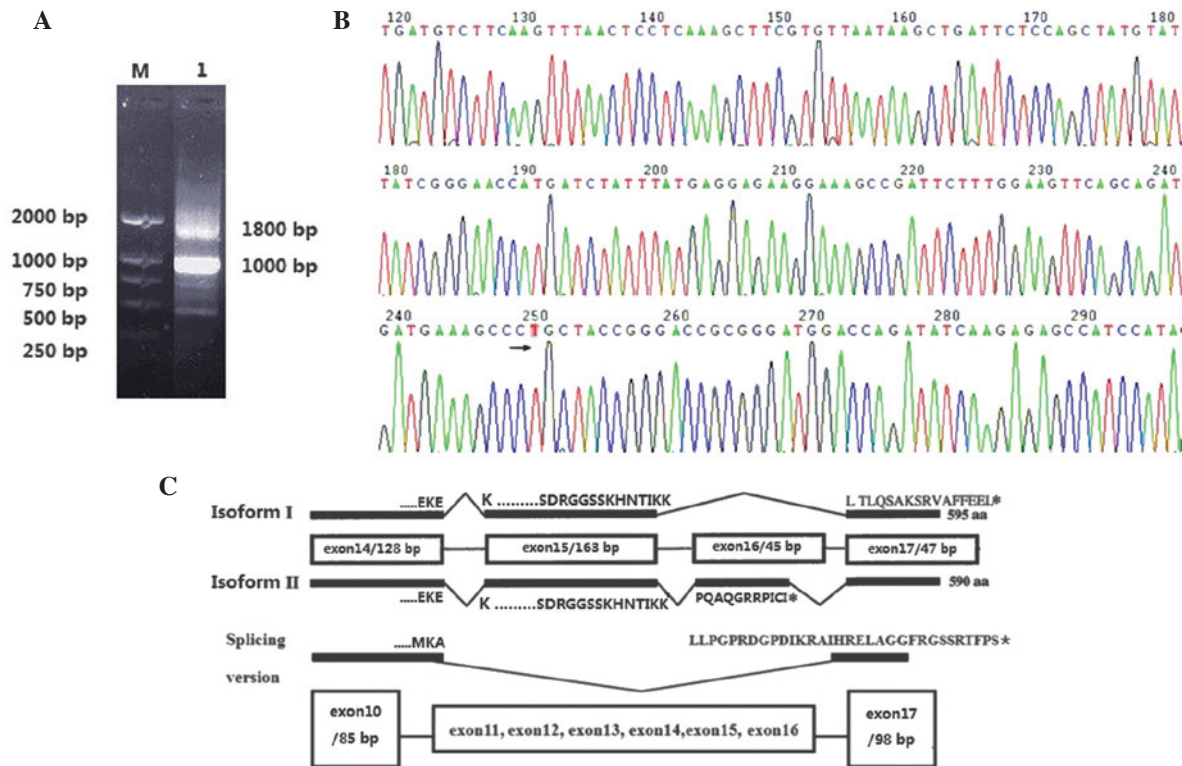 A
B
M 1
2000 bp
1000 bp
750 bp
500 bp
250 bp
1800 bp
1000 bp
120 130 140 150 160 170 180
TGATGTCTTCAAGTTTAACTCCTCAAAGCTTCGTGTTAATAAGCTGATTCTCCAGCTATGTAT
180 190 200 210 220 230 240
TATCGGGAACCATGATCTATTTATGAGGAGAAGGAAAGCCGATTCTTTGGAAGTTCAGCAGAT
240 250 260 270 280 290
GATGAAAGCCCTGCTACCGGGACCGCGGGATGGACCAGATATCAAGAGAGCCATCCATAG
C
Isoform I .....EKE K .........SDRGGSSKHNTIKK L TLQSAKSRVAFFEEL* 595 aa
exon14/128 bp exon15/163 bp exon16/45 bp exon17/47 bp
Isoform II .....EKE K .........SDRGGSSKHNTIKK PQAQGRRPICI* 590 aa
Splicing version .....MKA LLPGPRDGPDIKRAIHRELAGGFRGSSRTFPS*
exon10 /85 bp
exon11, exon12, exon13, exon14,exon15, exon16
exon17 /98 bp